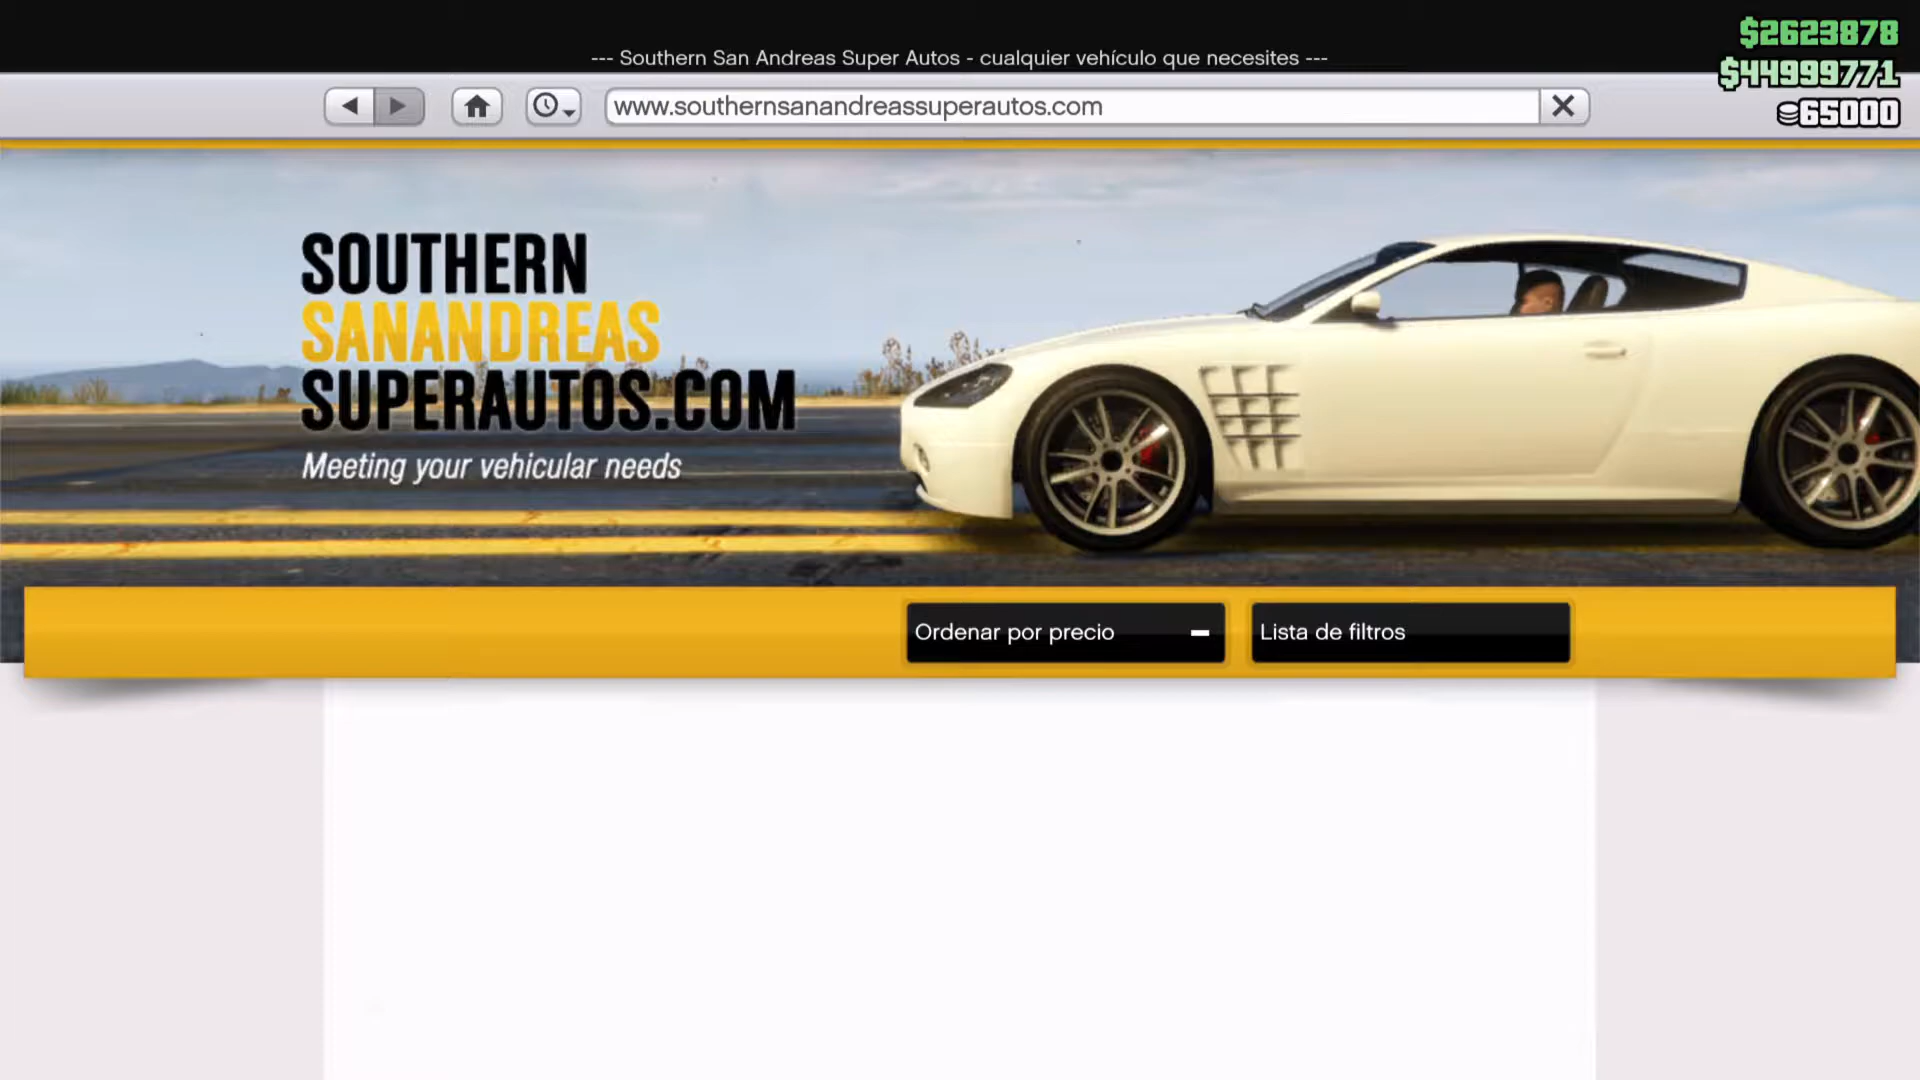 $2623878
--- Southern San Andreas Super Autos - cualquier vehículo que necesites ---
$44999771
www.southernsanandreassuperautos.com
65000
SOUTHERN
SANANDREAS
SUPERAUTOS.COM
Meeting your vehicular needs
Ordenar por precio
Lista de filtros